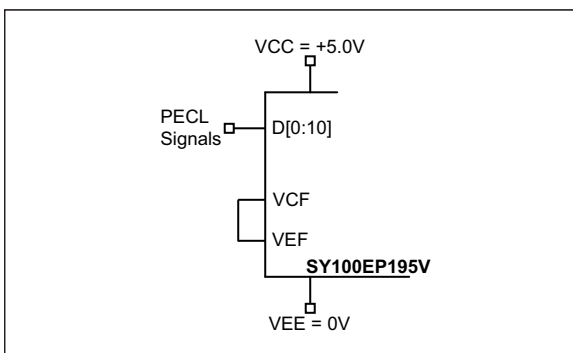 VCC = +5.0V
PECL
Signals
D[0:10]
VCF
VEF
SY100EP195V
VEE = 0V